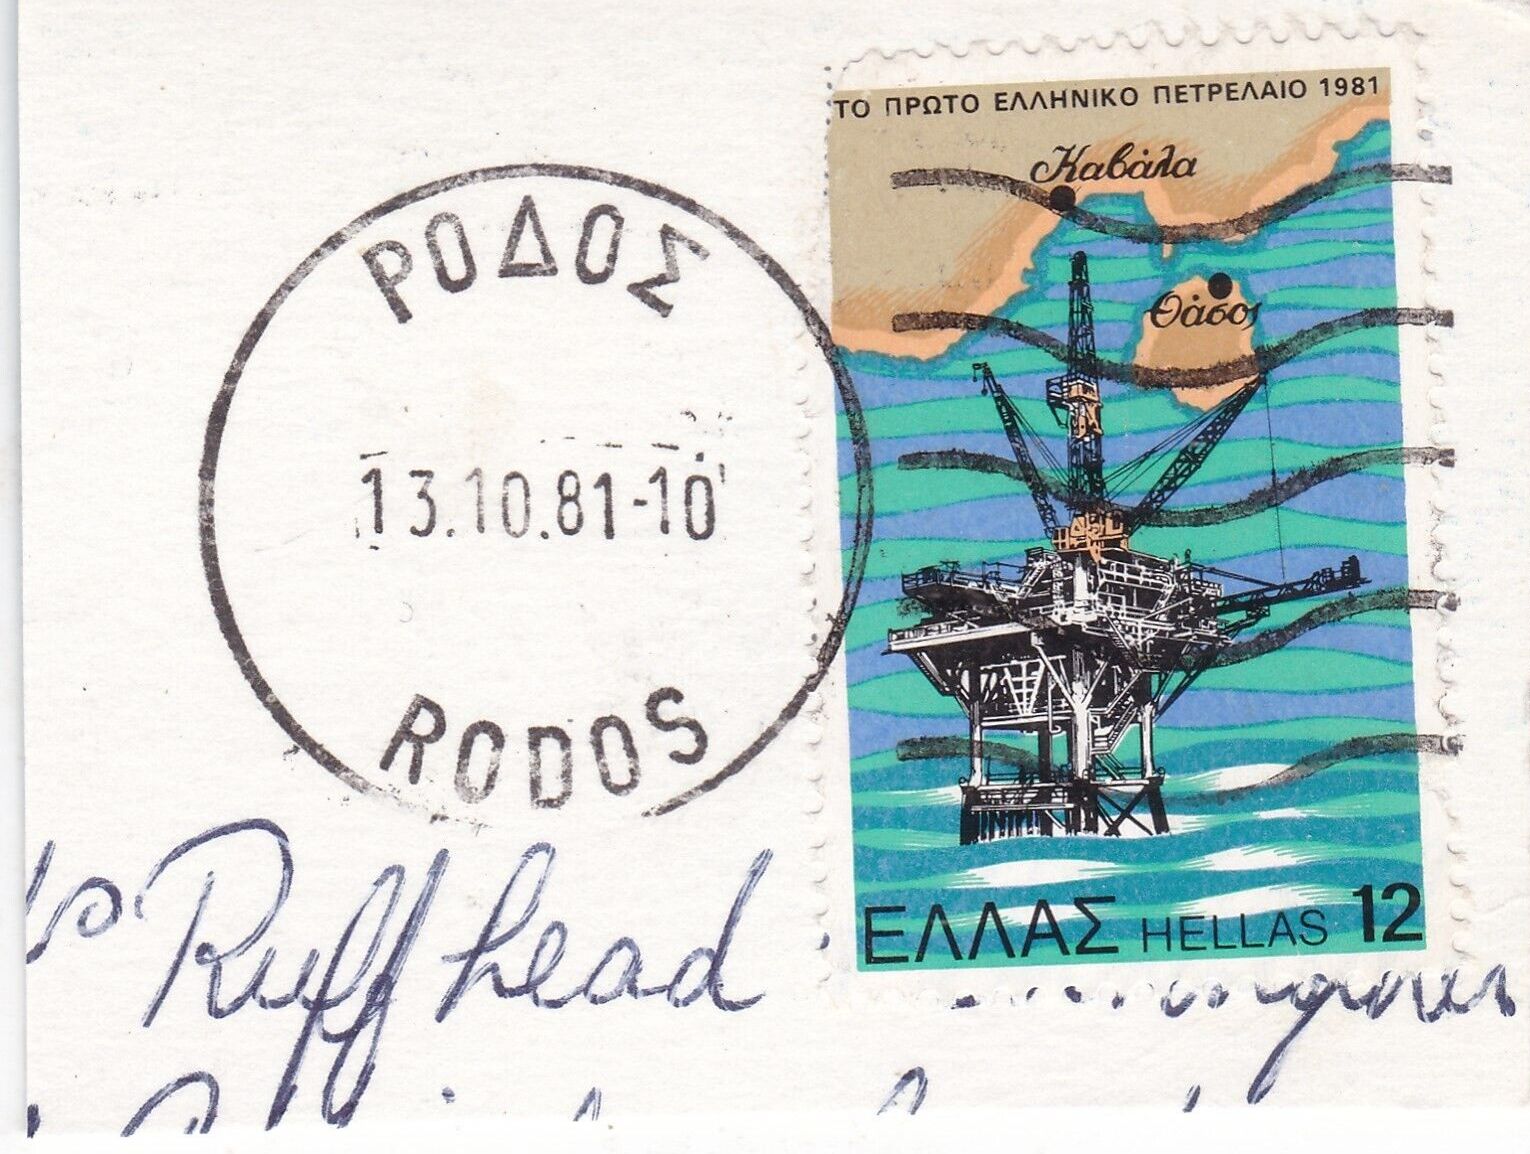 ΤΟ ΠΡΩΤΟ ΕΛΛΗΝΙΚΟ ΠΕΤΡΕΛΑΙΟ 1981
Καβάλα
Θάσος
ΡΟΔΟΣ
13.10.81-10
RODOS
ΕΛΛΑΣ HELLAS 12
Ruffhead